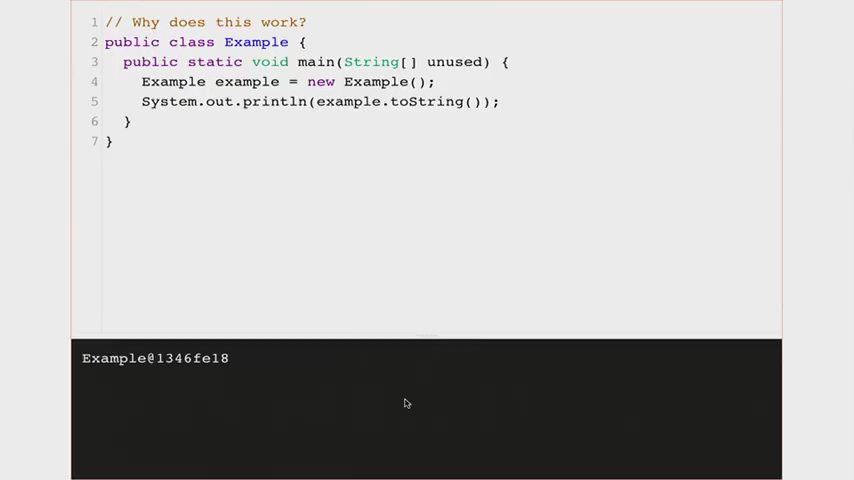 1 // Why does this work?
2 public class Example {
3 public static void main(String[] unused) {
4 Example example = new Example();
5 System.out.println(example.toString());
6 }
7 }
Example@1346fe18